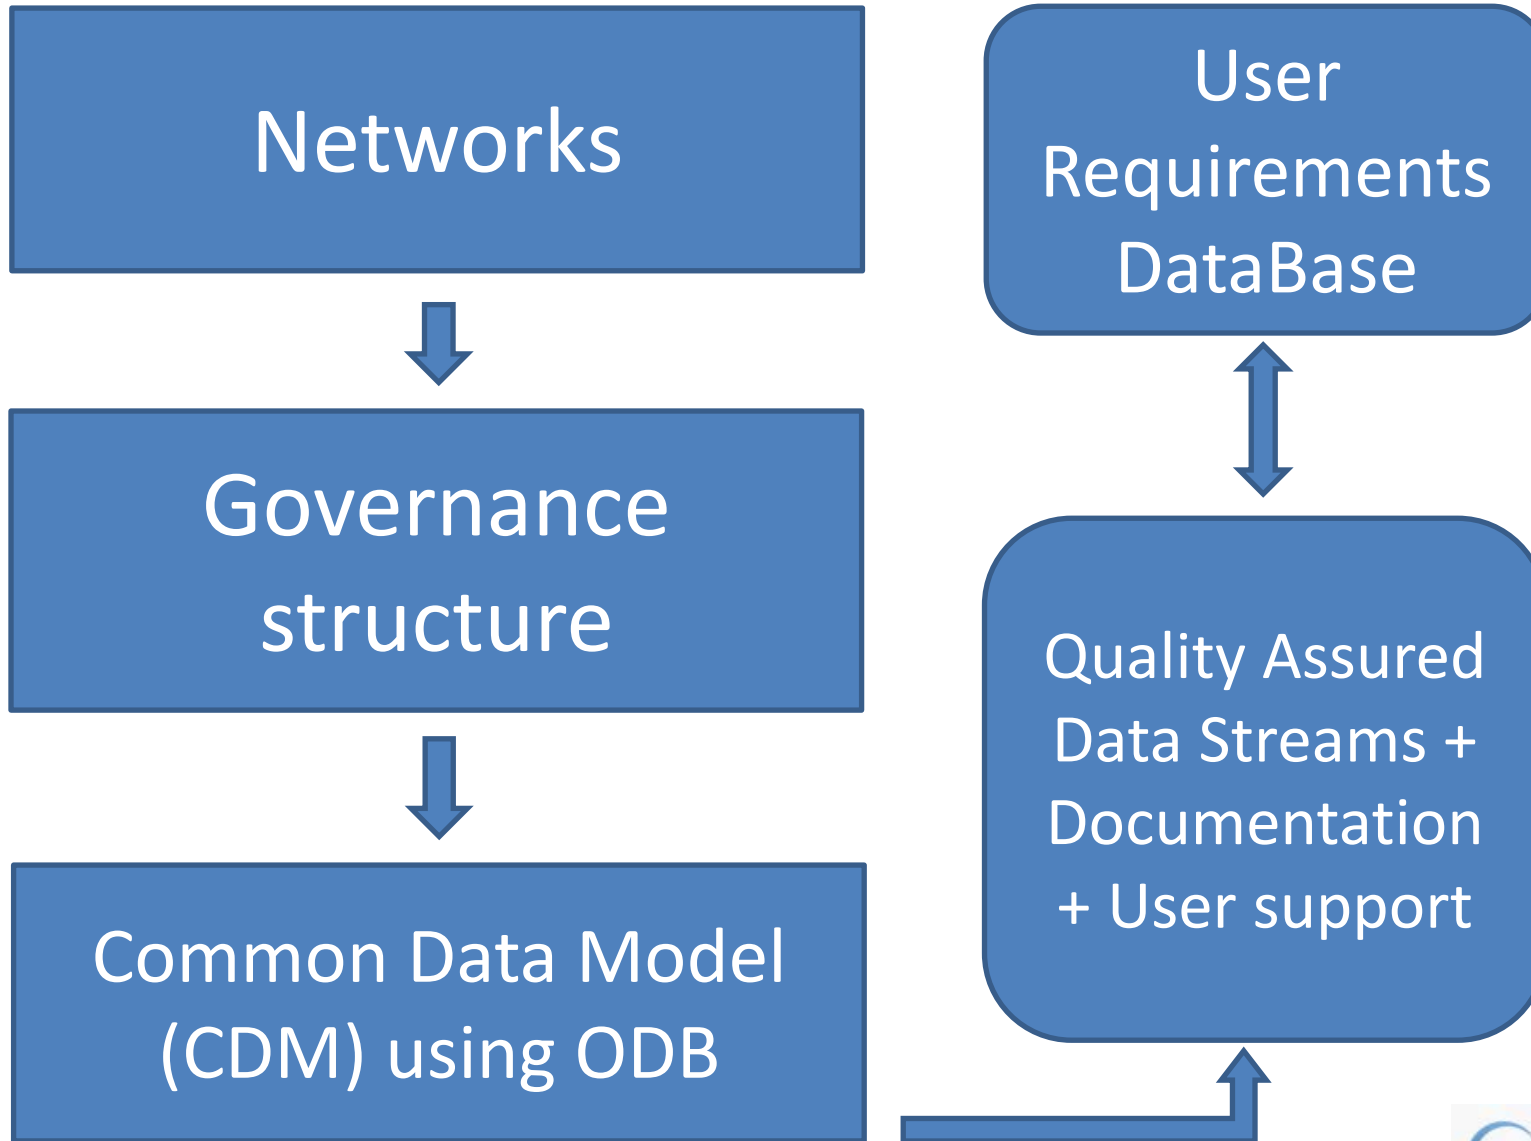 Networks
Governance
structure
Common Data Model
(CDM) using ODB
User
Requirements
DataBase
Quality Assured
Data Streams +
Documentation
+ User support